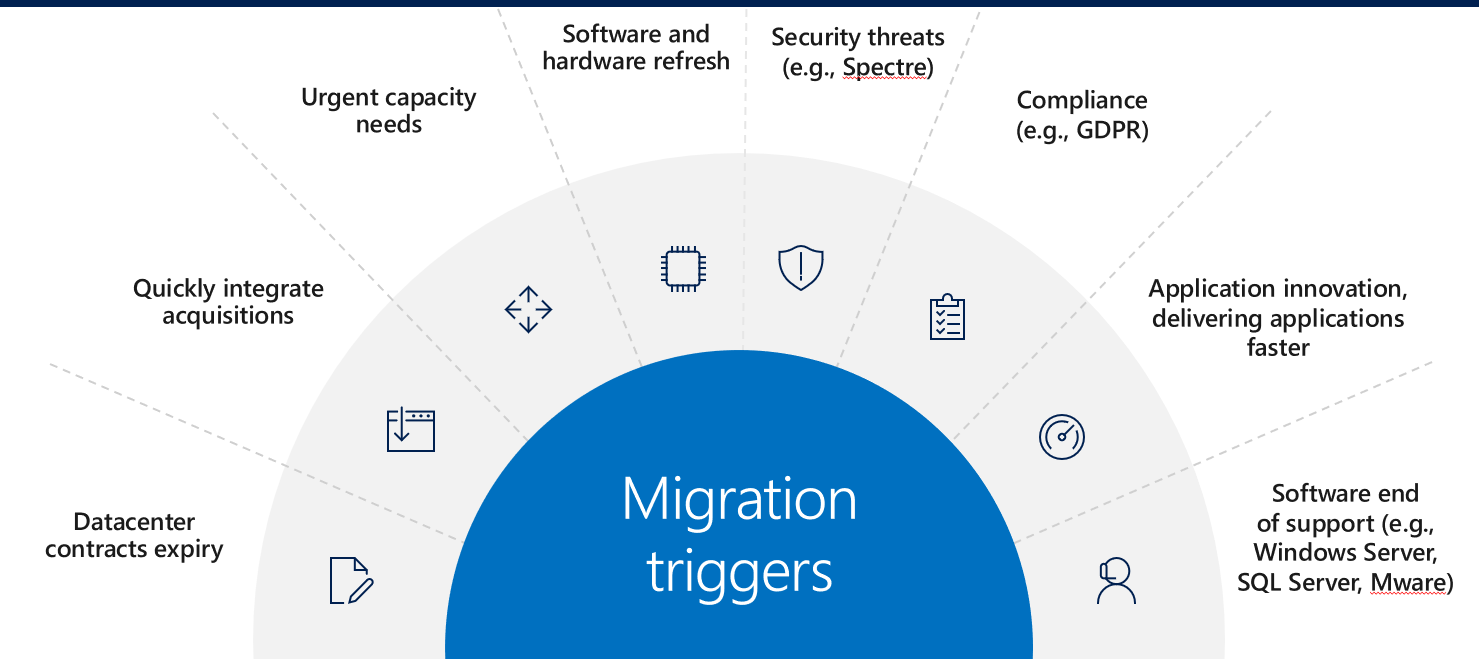 Datacenter
contracts expiry
Quickly integrate
acquisitions
Urgent capacity
needs
Software and
hardware refresh
Security threats
(e.g., Spectre)
Compliance
(e.g., GDPR)
Application innovation,
delivering applications
faster
Software end
of support (e.g.,
Windows Server,
SQL Server, Mware)
Migration
triggers